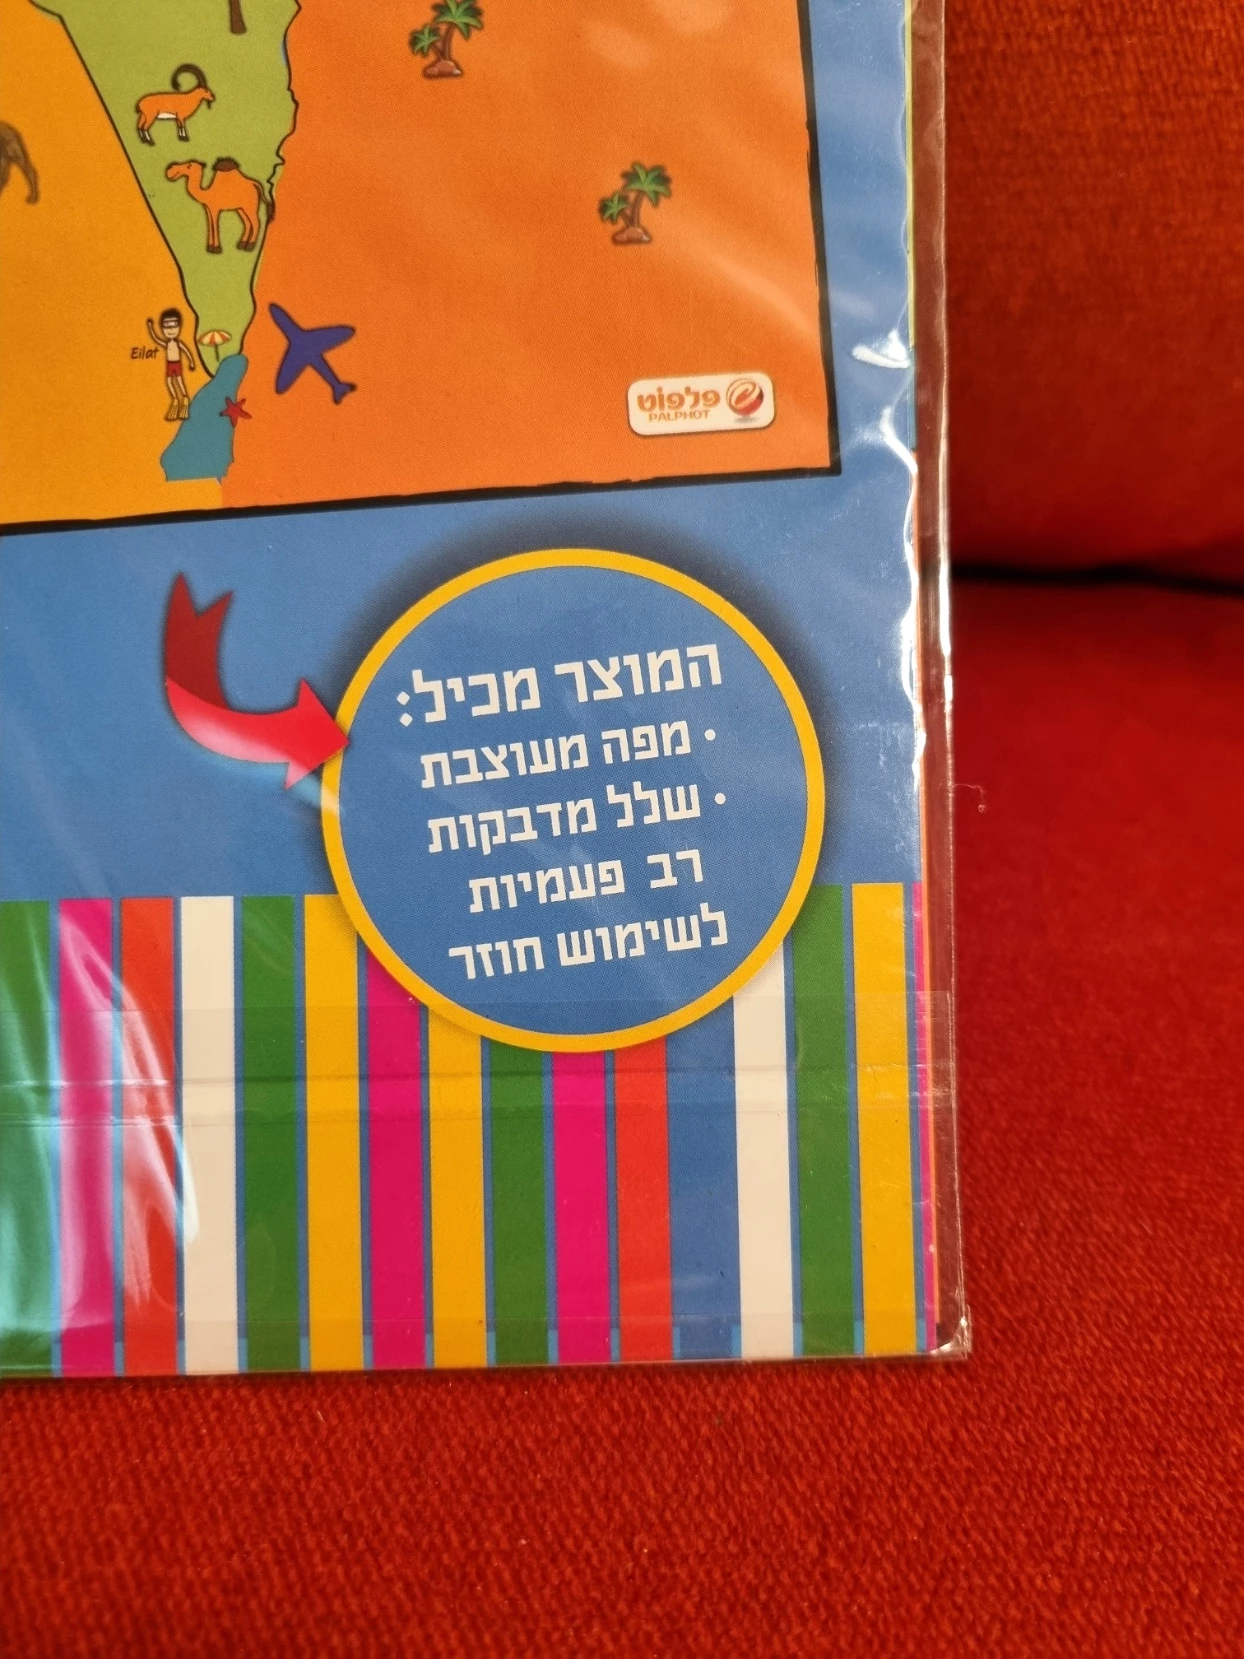 Eilat
פלפוט
PALPHOT
המוצר מכיל:
• מפה מעוצבת
• שלל מדבקות
רב פעמיות
לשימוש חוזר